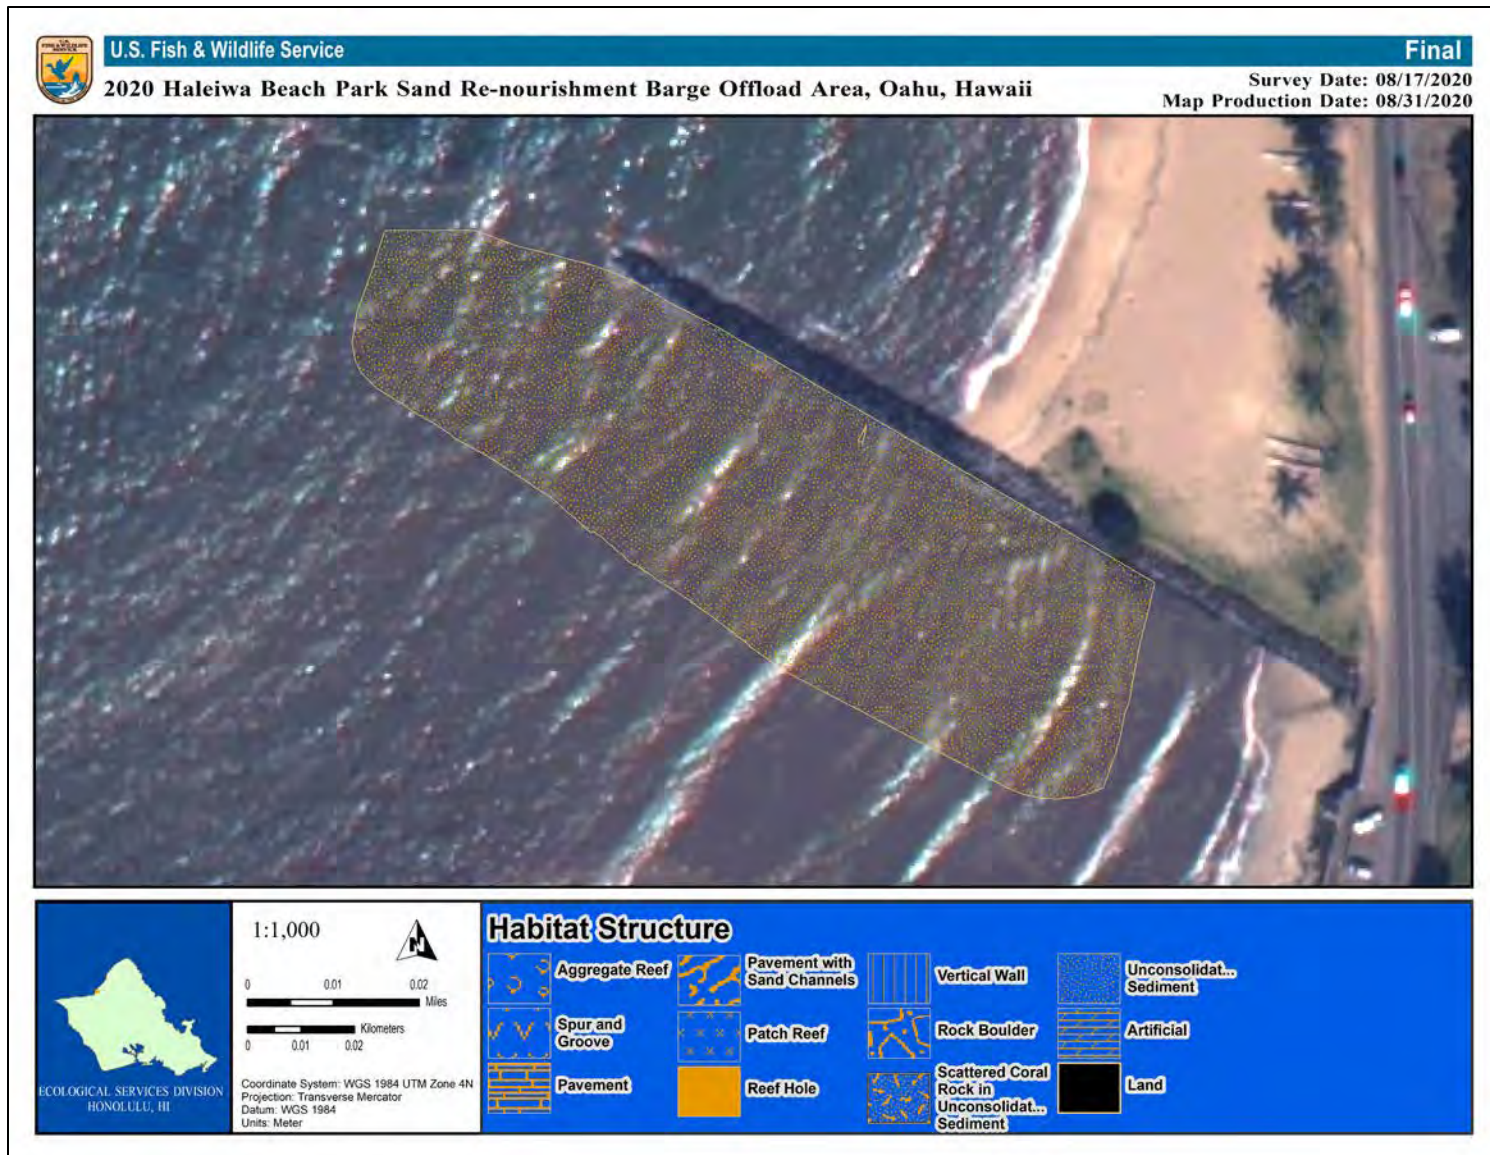 U.S.
FISH & WILDLIFE
SERVICE
U.S. Fish & Wildlife Service
Final
2020 Haleiwa Beach Park Sand Re-nourishment Barge Offload Area, Oahu, Hawaii
Survey Date: 08/17/2020
Map Production Date: 08/31/2020
ECOLOGICAL SERVICES DIVISION
HONOLULU, HI
1:1,000
N
0 0.01 0.02
Miles
Kilometers
0 0.01 0.02
Coordinate System: WGS 1984 UTM Zone 4N
Projection: Transverse Mercator
Datum: WGS 1984
Units: Meter
Habitat Structure
Aggregate Reef
Spur and
Groove
Pavement
Pavement with
Sand Channels
Patch Reef
Reef Hole
Vertical Wall
Rock Boulder
Scattered Coral
Rock in
Unconsolidat...
Sediment
Unconsolidat...
Sediment
Artificial
Land